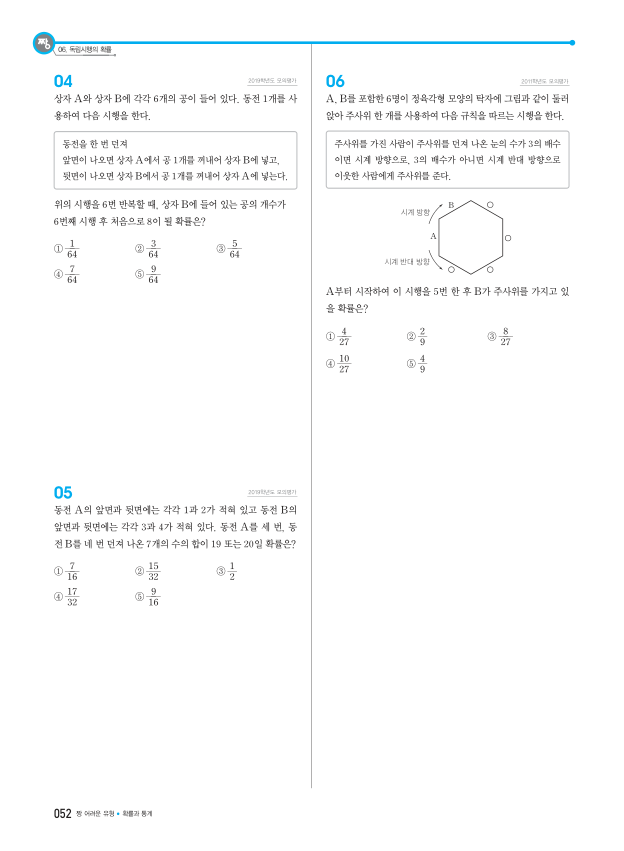 짱
06. 독립시행의 확률
04
2019학년도 모의평가
상자 A와 상자 B에 각각 6개의 공이 들어 있다. 동전 1개를 사
용하여 다음 시행을 한다.
동전을 한 번 던져
앞면이 나오면 상자 A에서 공 1개를 꺼내어 상자 B에 넣고,
뒷면이 나오면 상자 B에서 공 1개를 꺼내어 상자 A에 넣는다.
위의 시행을 6번 반복할 때, 상자 B에 들어 있는 공의 개수가
6번째 시행 후 처음으로 8이 될 확률은?
① 1/64 ② 3/64 ③ 5/64
④ 7/64 ⑤ 9/64
05
2019학년도 모의평가
동전 A의 앞면과 뒷면에는 각각 1과 2가 적혀 있고 동전 B의
앞면과 뒷면에는 각각 3과 4가 적혀 있다. 동전 A를 세 번, 동
전 B를 네 번 던져 나온 7개의 수의 합이 19 또는 20일 확률은?
① 7/16 ② 15/32 ③ 1/2
④ 17/32 ⑤ 9/16
06
2011학년도 모의평가
A, B를 포함한 6명이 정육각형 모양의 탁자에 그림과 같이 둘러
앉아 주사위 한 개를 사용하여 다음 규칙을 따르는 시행을 한다.
주사위를 가진 사람이 주사위를 던져 나온 눈의 수가 3의 배수
이면 시계 방향으로, 3의 배수가 아니면 시계 반대 방향으로
이웃한 사람에게 주사위를 준다.
시계 방향
B
A
시계 반대 방향
A부터 시작하여 이 시행을 5번 한 후 B가 주사위를 가지고 있
을 확률은?
① 4/27 ② 2/9 ③ 8/27
④ 10/27 ⑤ 4/9
052 짱 어려운 유형 • 확률과 통계